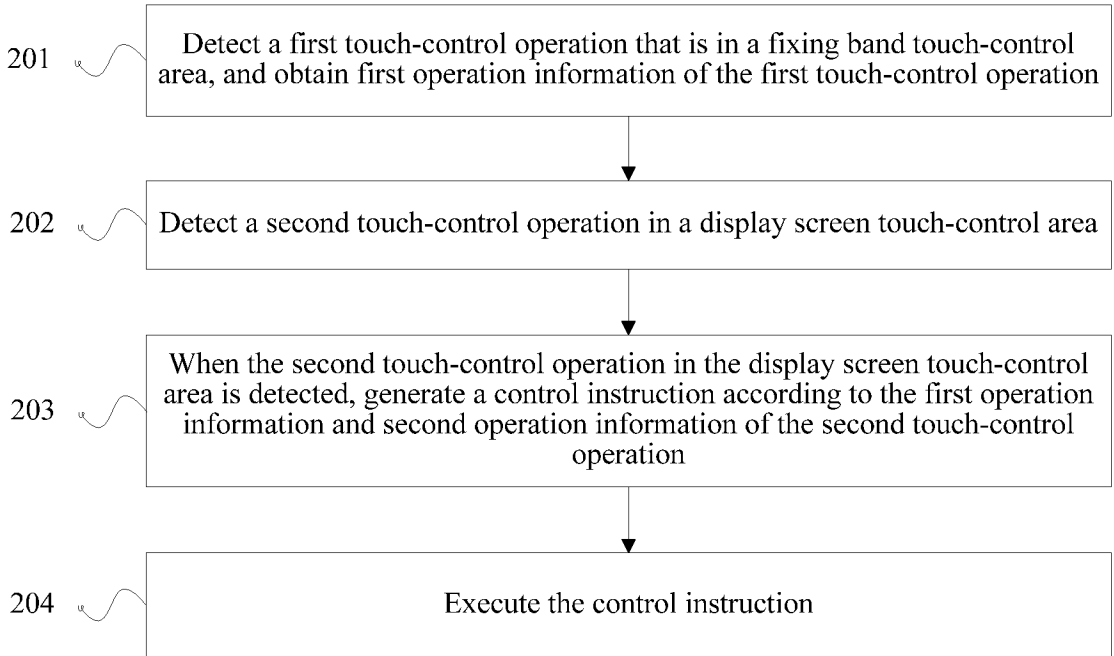 201
Detect a first touch-control operation that is in a fixing band touch-control
area, and obtain first operation information of the first touch-control operation
202
Detect a second touch-control operation in a display screen touch-control area
203
When the second touch-control operation in the display screen touch-control
area is detected, generate a control instruction according to the first operation
information and second operation information of the second touch-control
operation
204
Execute the control instruction